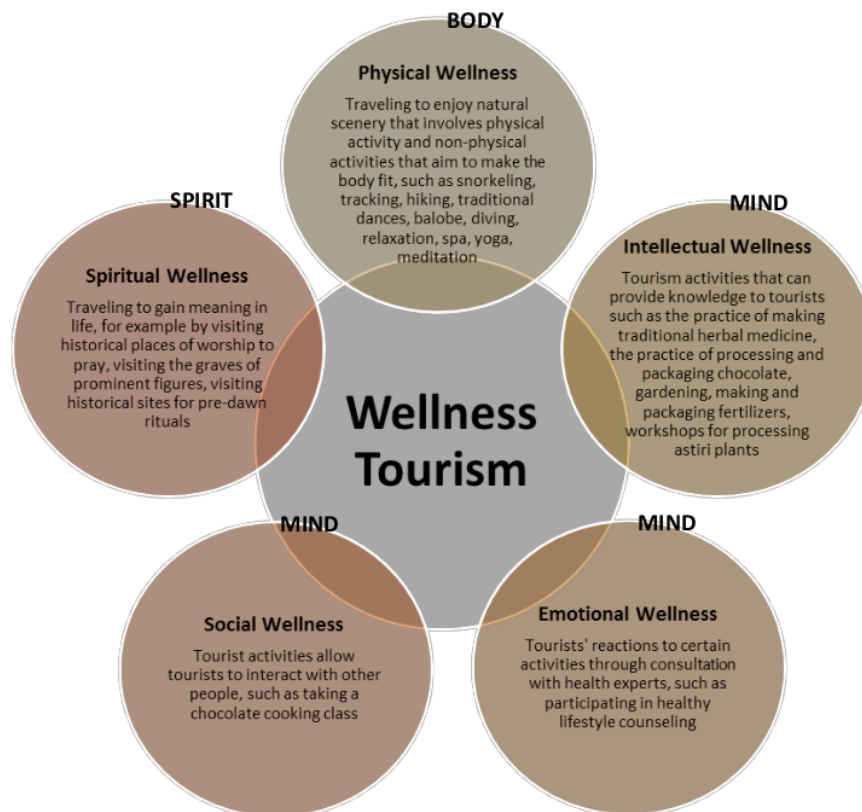 BODY
Physical Wellness
Traveling to enjoy natural
scenery that involves physical
activity and non-physical
activities that aim to make the
body fit, such as snorkeling,
tracking, hiking, traditional
dances, balobe, diving,
relaxation, spa, yoga,
meditation
SPIRIT
Spiritual Wellness
Traveling to gain meaning in
life, for example by visiting
historical places of worship to
pray, visiting the graves of
prominent figures, visiting
historical sites for pre-dawn
rituals
MIND
Intellectual Wellness
Tourism activities that can
provide knowledge to tourists
such as the practice of making
traditional herbal medicine,
the practice of processing and
packaging chocolate,
gardening, making and
packaging fertilizers,
workshops for processing
astiri plants
Wellness
Tourism
MIND
Social Wellness
Tourist activities allow
tourists to interact with other
people, such as taking a
chocolate cooking class
MIND
Emotional Wellness
Tourists' reactions to certain
activities through consultation
with health experts, such as
participating in healthy
lifestyle counseling